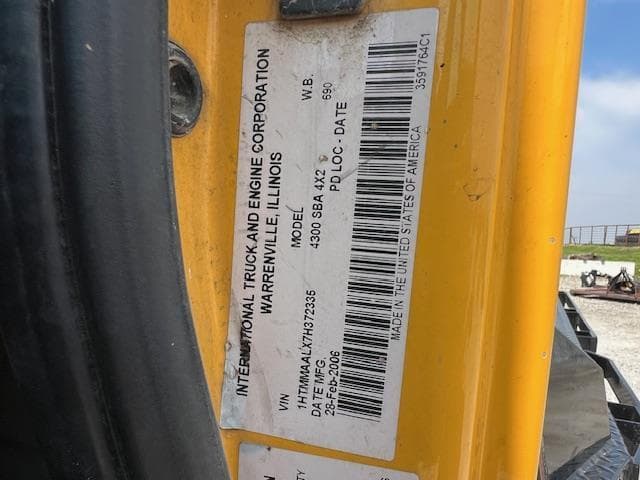 INTERNATIONAL TRUCK AND ENGINE CORPORATION
WARRENVILLE, ILLINOIS
VIN MODEL W.B.
1HTMMAALX7H372335 4300 SBA 4X2 690
DATE MFG. PD LOC - DATE
28-Feb-2006
MADE IN THE UNITED STATES OF AMERICA 3591764C1